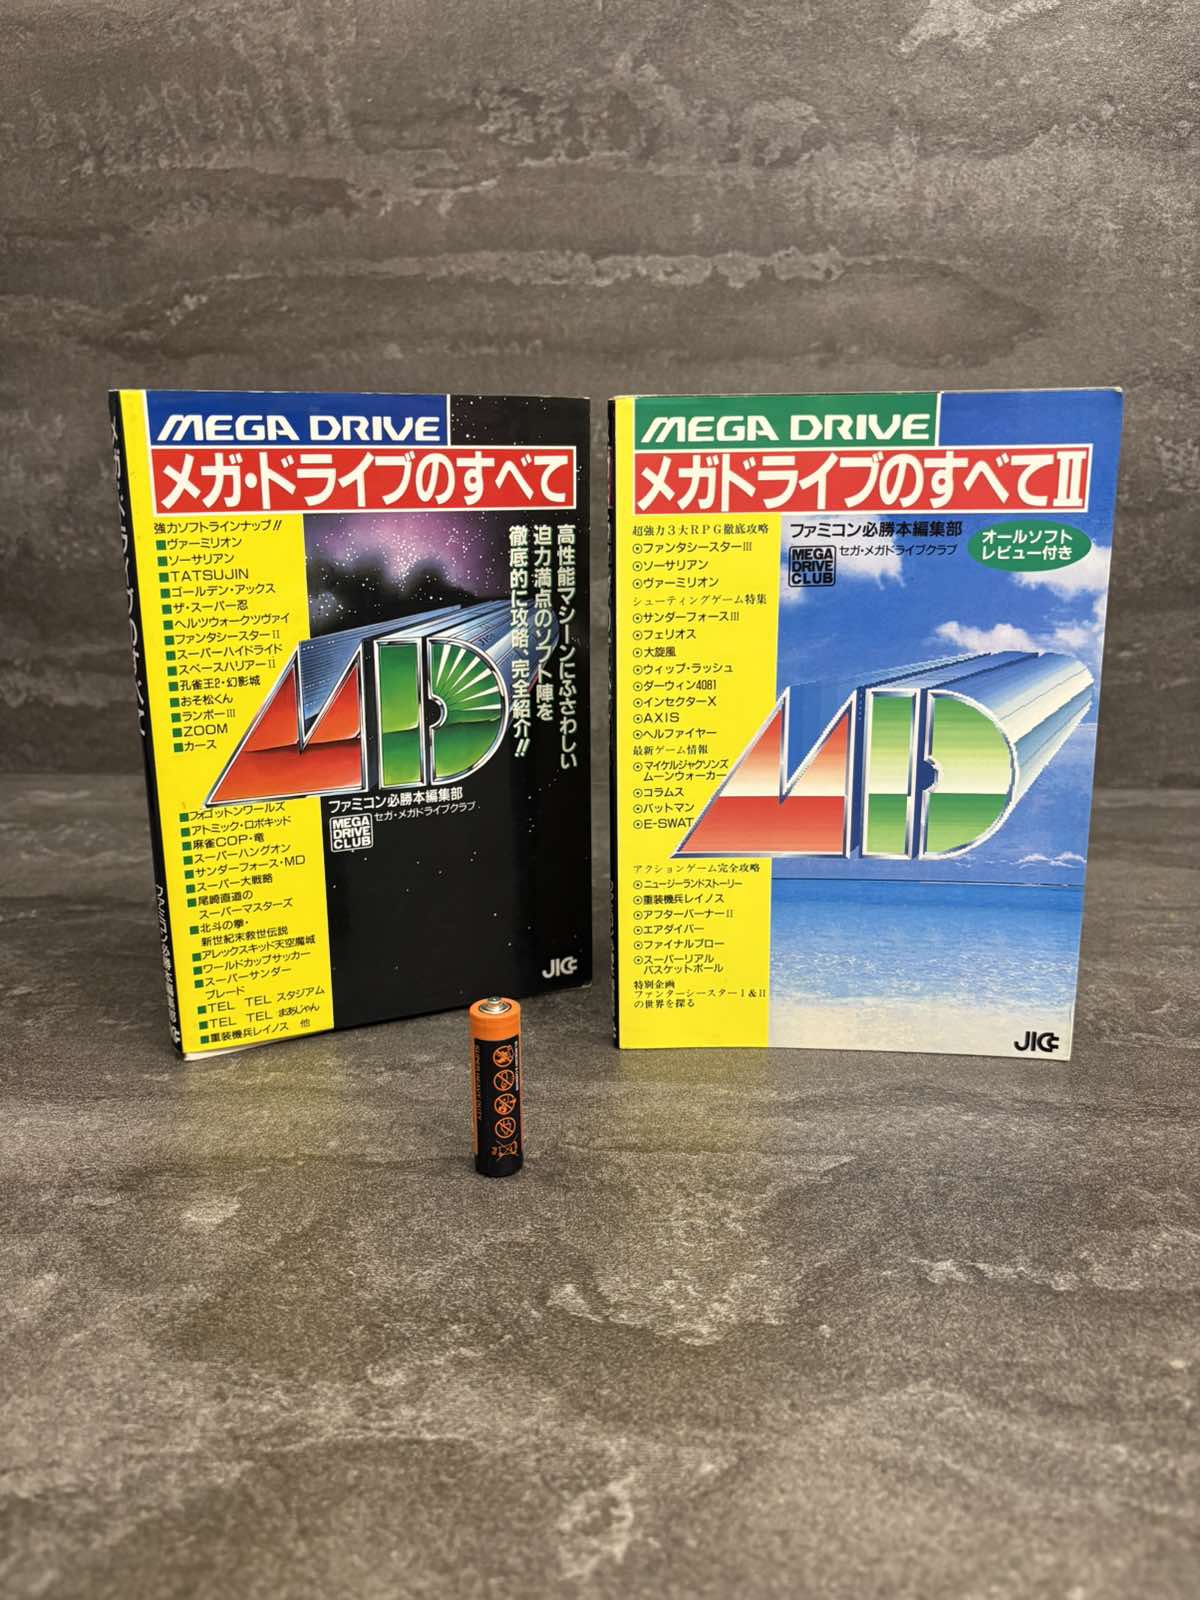 MEGA DRIVE
メガ・ドライブのすべて
強力ソフトラインナップ!!
■ヴァーミリオン
■ソーサリアン
■TATSUJIN
■ゴールデン・アックス
■ザ・スーパー忍
■ヘルツウォークツヴァイ
■ファンタシースターII
■スーパーハイドライド
■スペースハリアーII
■孔雀王2・幻影城
■おそ松くん
■ランボーIII
■ZOOM
■カース
■フォゴットンワールズ
■アトミック・ロボキッド
■麻雀COP・竜
■スーパーハングオン
■サンダーフォース・MD
■スーパー大戦略
■尾崎直道の
スーパーマスターズ
■北斗の拳・
新世紀末救世伝説
■アレックスキッド天空魔城
■ワールドカップサッカー
■スーパーサンダー
ブレード
■TEL TEL スタジアム
■TEL TEL まあじゃん
■重装機兵レイノス 他
高性能マシーンにふさわしい
迫力満点のソフト陣を
徹底的に攻略、完全紹介!!
ファミコン必勝本編集部
MEGA
DRIVE
CLUB
セガ・メガドライブクラブ
JICC
MEGA DRIVE
メガドライブのすべてII
超強力3大RPG徹底攻略
⊙ファンタシースターIII
⊙ソーサリアン
⊙ヴァーミリオン
シューティングゲーム特集
⊙サンダーフォースIII
⊙フェリオス
⊙大旋風
⊙ウィップ・ラッシュ
⊙ダーウィン4081
⊙インセクターX
⊙AXIS
⊙ヘルファイヤー
最新ゲーム情報
⊙マイケルジャクソンズ
ムーンウォーカー
⊙コラムス
⊙バットマン
⊙E-SWAT
アクションゲーム完全攻略
⊙ニュージーランドストーリー
⊙重装機兵レイノス
⊙アフターバーナーII
⊙エアダイバー
⊙ファイナルブロー
⊙スーパーリアル
バスケットボール
特別企画
ファンターシースターI&II
の世界を探る
ファミコン必勝本編集部
MEGA
DRIVE
CLUB
セガ・メガドライブクラブ
オールソフト
レビュー付き
JICC
SUPER HEAVY DUTY